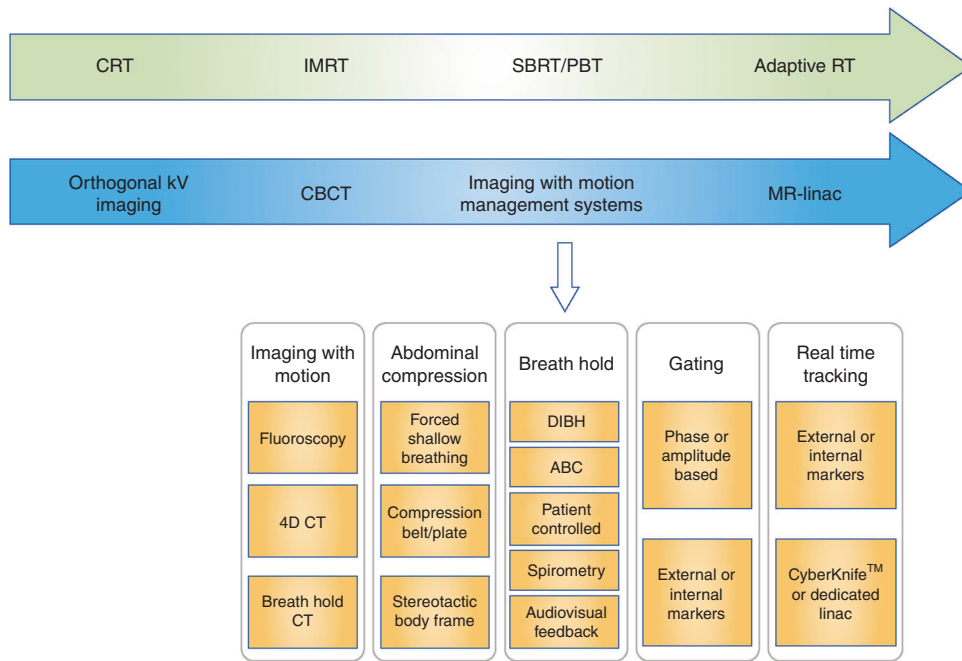 CRT
IMRT
SBRT/PBT
Adaptive RT
Orthogonal kV
imaging
CBCT
Imaging with motion
management systems
MR-linac
Imaging with
motion
Fluoroscopy
4D CT
Breath hold
CT
Abdominal
compression
Forced
shallow
breathing
Compression
belt/plate
Stereotactic
body frame
Breath hold
DIBH
ABC
Patient
controlled
Spirometry
Audiovisual
feedback
Gating
Phase or
amplitude
based
External or
internal
markers
Real time
tracking
External or
internal
markers
CyberKnife™
or dedicated
linac